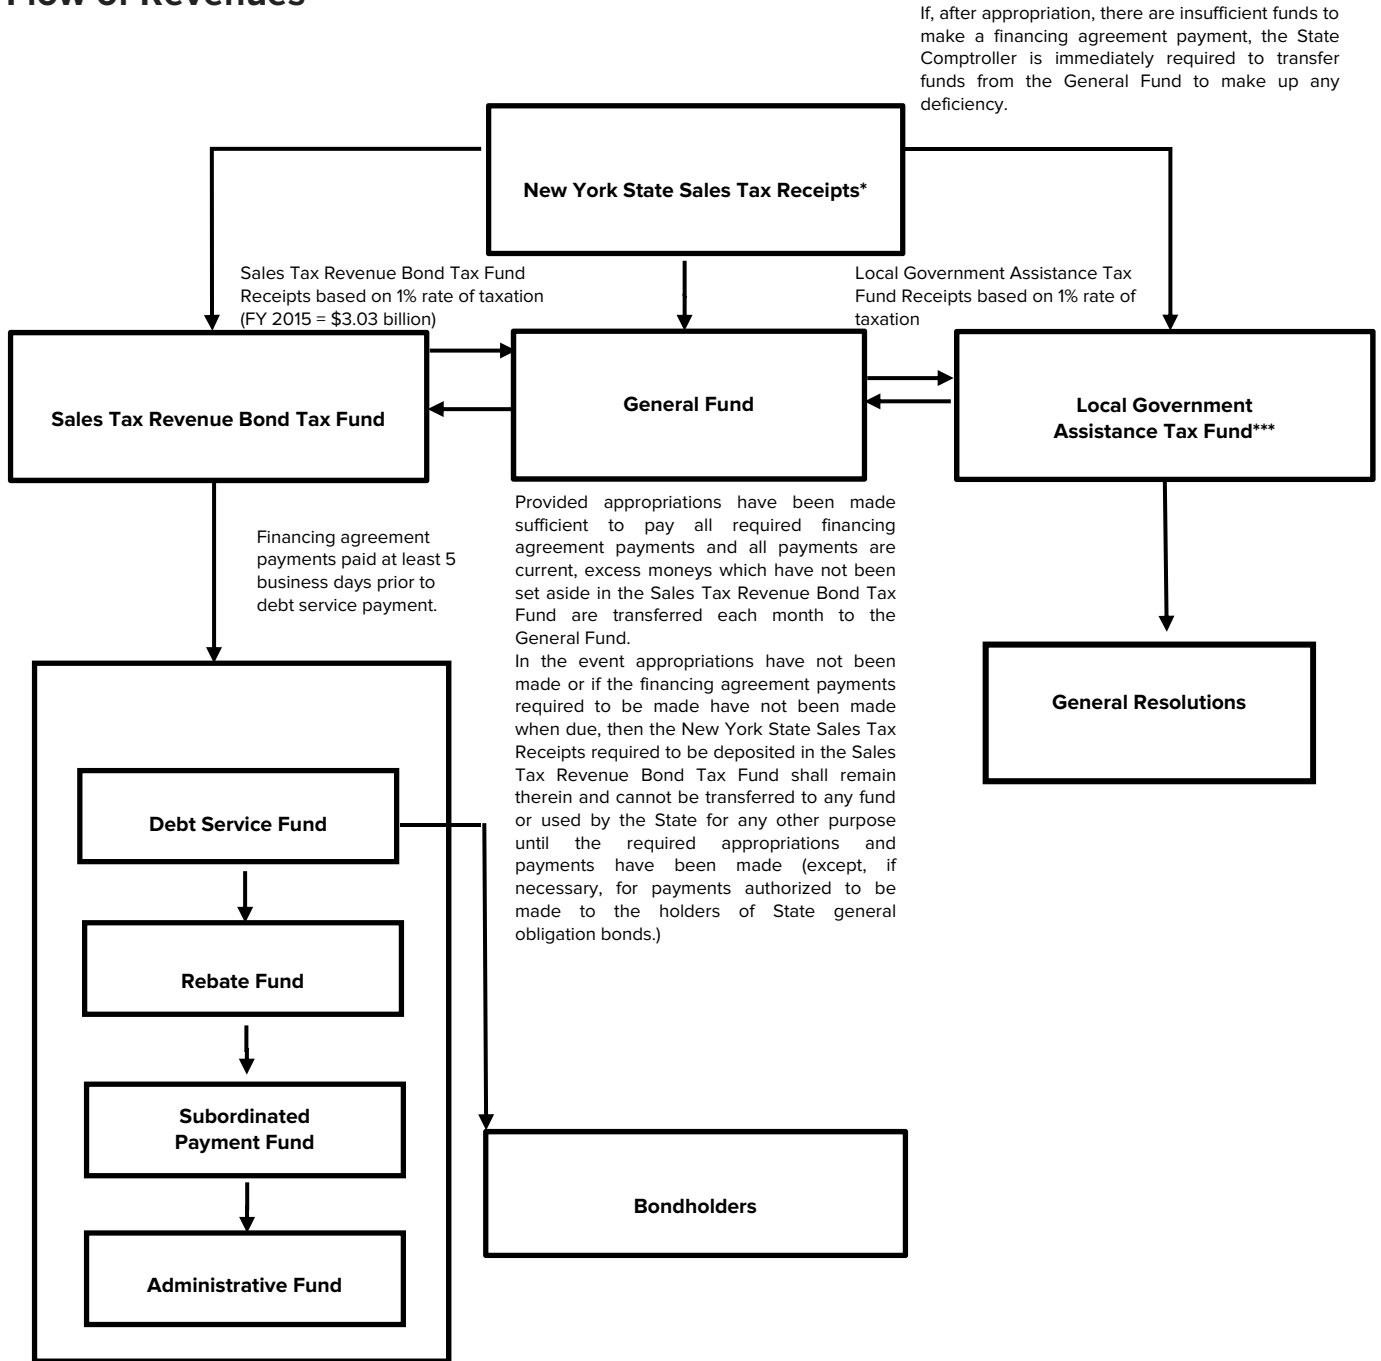 Flow of Revenues
If, after appropriation, there are insufficient funds to
make a financing agreement payment, the State
Comptroller is immediately required to transfer
funds from the General Fund to make up any
deficiency.
New York State Sales Tax Receipts*
Sales Tax Revenue Bond Tax Fund
Receipts based on 1% rate of taxation
(FY 2015 = $3.03 billion)
Local Government Assistance Tax
Fund Receipts based on 1% rate of
taxation
Sales Tax Revenue Bond Tax Fund
General Fund
Local Government
Assistance Tax Fund***
Financing agreement
payments paid at least 5
business days prior to
debt service payment.
Provided appropriations have been made
sufficient to pay all required financing
agreement payments and all payments are
current, excess moneys which have not been
set aside in the Sales Tax Revenue Bond Tax
Fund are transferred each month to the
General Fund.
In the event appropriations have not been
made or if the financing agreement payments
required to be made have not been made
when due, then the New York State Sales Tax
Receipts required to be deposited in the Sales
Tax Revenue Bond Tax Fund shall remain
therein and cannot be transferred to any fund
or used by the State for any other purpose
until the required appropriations and
payments have been made (except, if
necessary, for payments authorized to be
made to the holders of State general
obligation bonds.)
General Resolutions
Debt Service Fund
Rebate Fund
Subordinated
Payment Fund
Administrative Fund
Bondholders